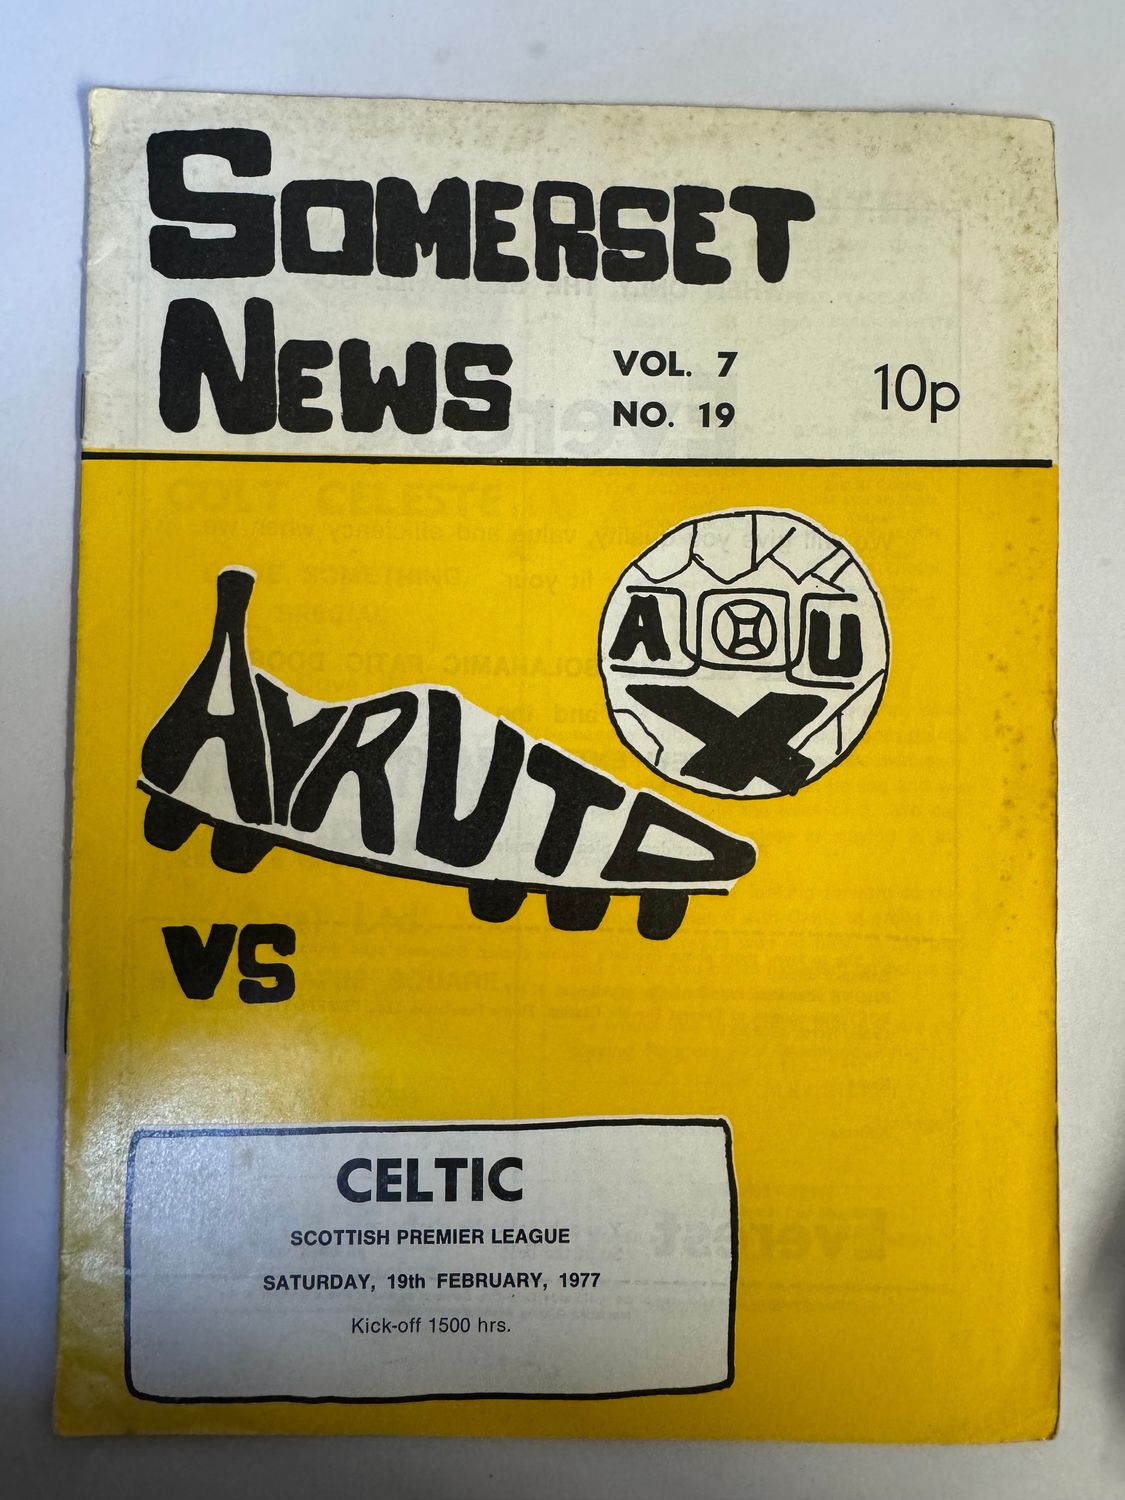 SOMERSET
NEWS
VOL. 7
NO. 19
10p
A U
X
AYRUTD
VS
CELTIC
SCOTTISH PREMIER LEAGUE
SATURDAY, 19th FEBRUARY, 1977
Kick-off 1500 hrs.